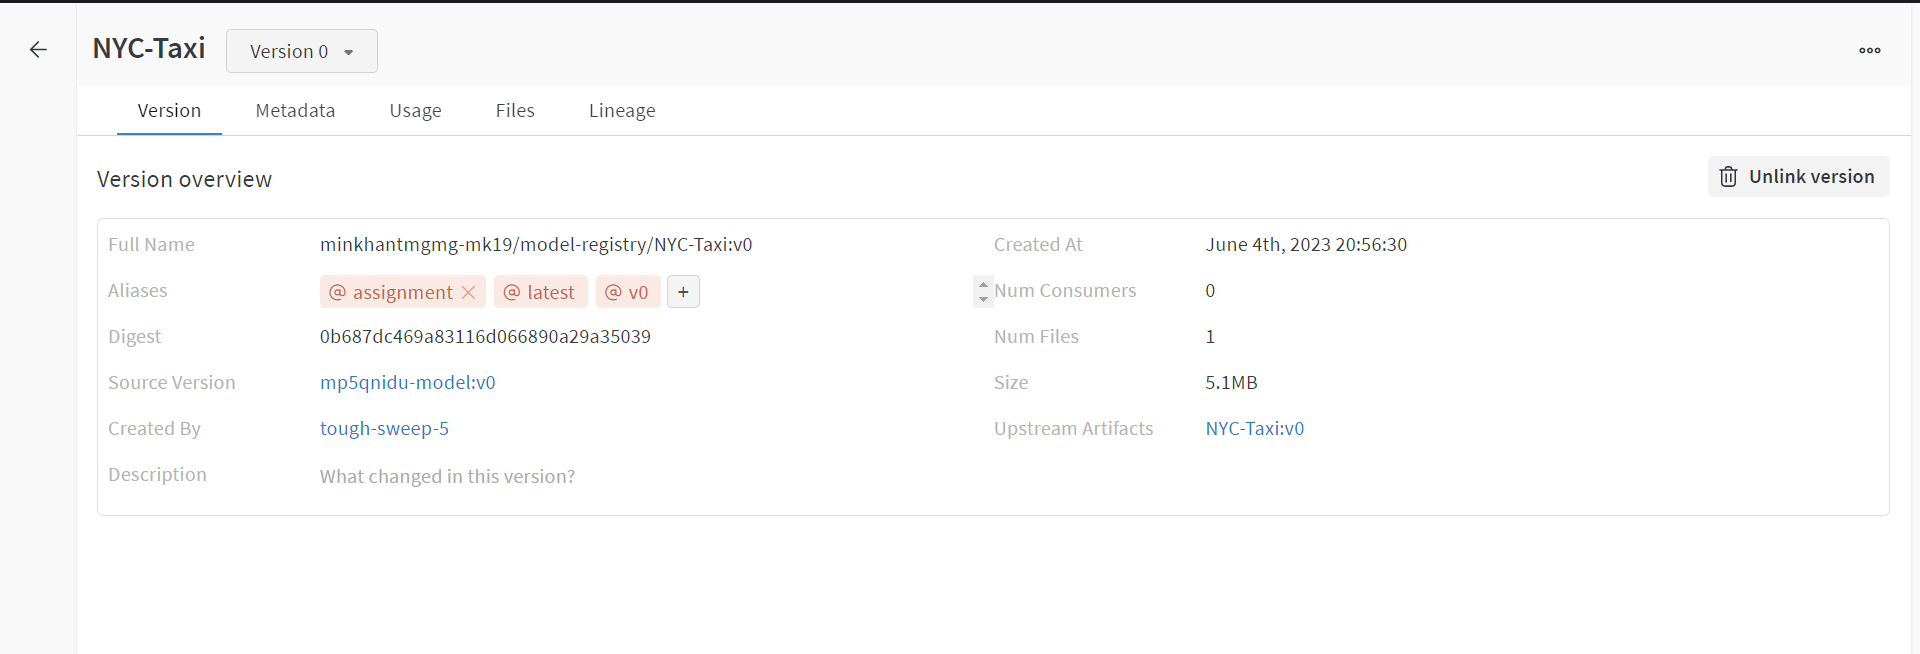 NYC-Taxi
Version 0
Version Metadata Usage Files Lineage
Version overview
Unlink version
Full Name minkhantmgmg-mk19/model-registry/NYC-Taxi:v0
Aliases @ assignment @ latest @ v0 +
Digest 0b687dc469a83116d066890a29a35039
Source Version mp5qnidu-model:v0
Created By tough-sweep-5
Description What changed in this version?
Created At June 4th, 2023 20:56:30
Num Consumers 0
Num Files 1
Size 5.1MB
Upstream Artifacts NYC-Taxi:v0